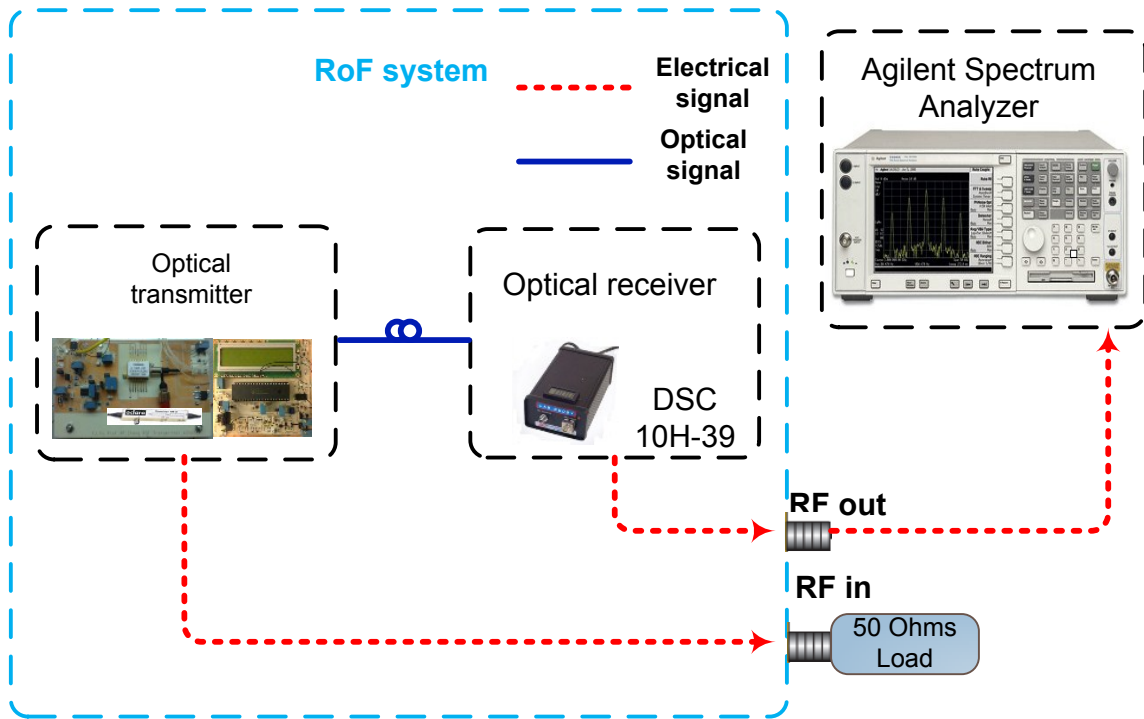 RoF system
Electrical
signal
Optical
signal
Agilent Spectrum
Analyzer
Optical
transmitter
Optical receiver
DSC
10H-39
RF out
RF in
50 Ohms
Load